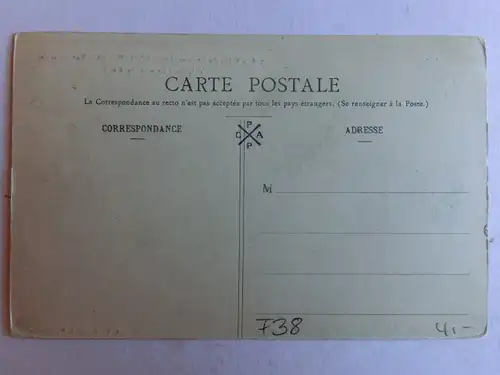 CARTE POSTALE
La Correspondance au recto n'est pas acceptée par tous les pays étrangers. (Se renseigner à la Poste.)
CORRESPONDANCE
P
C A
P
ADRESSE
M
F38
4,-